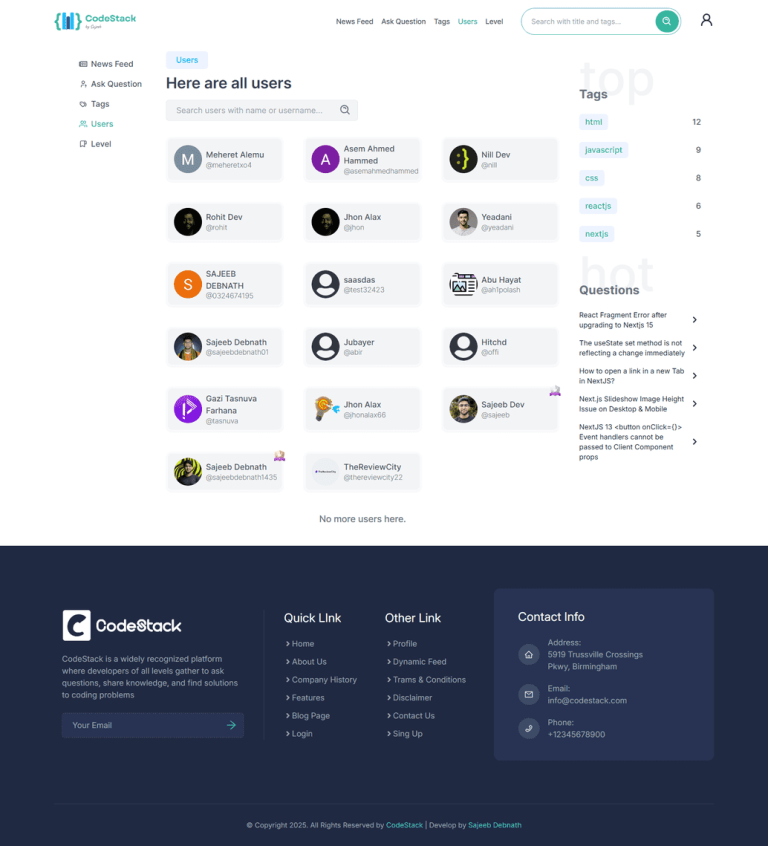 CodeStack
News Feed
Ask Question
Tags
Users
Level
Search with title and tags...
News Feed
Ask Question
Tags
Users
Level
Users
Here are all users
Search users with name or username...
M
Meheret Alemu
@meheretxo4
A
Asem Ahmed
Hammed
@asemahmedhammed
Nill Dev
@nill
Rohit Dev
@rohit
Jhon Alax
@jhon
Yeadani
@yeadani
S
SAJEEB
DEBNATH
@0324674195
saasdas
@test32423
Abu Hayat
@ah1polash
Sajeeb Debnath
@sajeebdebnath01
Jubayer
@abir
Hitchd
@offi
Gazi Tasnuva
Farhana
@tasnuva
Jhon Alax
@jhonalax66
Sajeeb Dev
@sajeeb
Sajeeb Debnath
@sajeebdebnath1435
TheReviewCity
@thereviewcity22
No more users here.
top
Tags
html 12
javascript 9
css 8
reactjs 6
nextjs 5
hot
Questions
React Fragment Error after
upgrading to Nextjs 15
The useState set method is not
reflecting a change immediately
How to open a link in a new Tab
in NextJS?
Next.js Slideshow Image Height
Issue on Desktop & Mobile
NextJS 13 <button onClick={}>
Event handlers cannot be
passed to Client Component
props
CodeStack
CodeStack is a widely recognized platform
where developers of all levels gather to ask
questions, share knowledge, and find solutions
to coding problems
Your Email
Quick LInk
Home
About Us
Company History
Features
Blog Page
Login
Other Link
Profile
Dynamic Feed
Trams & Conditions
Disclaimer
Contact Us
Sing Up
Contact Info
Address:
5919 Trussville Crossings
Pkwy, Birmingham
Email:
info@codestack.com
Phone:
+12345678900
© Copyright 2025. All Rights Reserved by CodeStack | Develop by Sajeeb Debnath